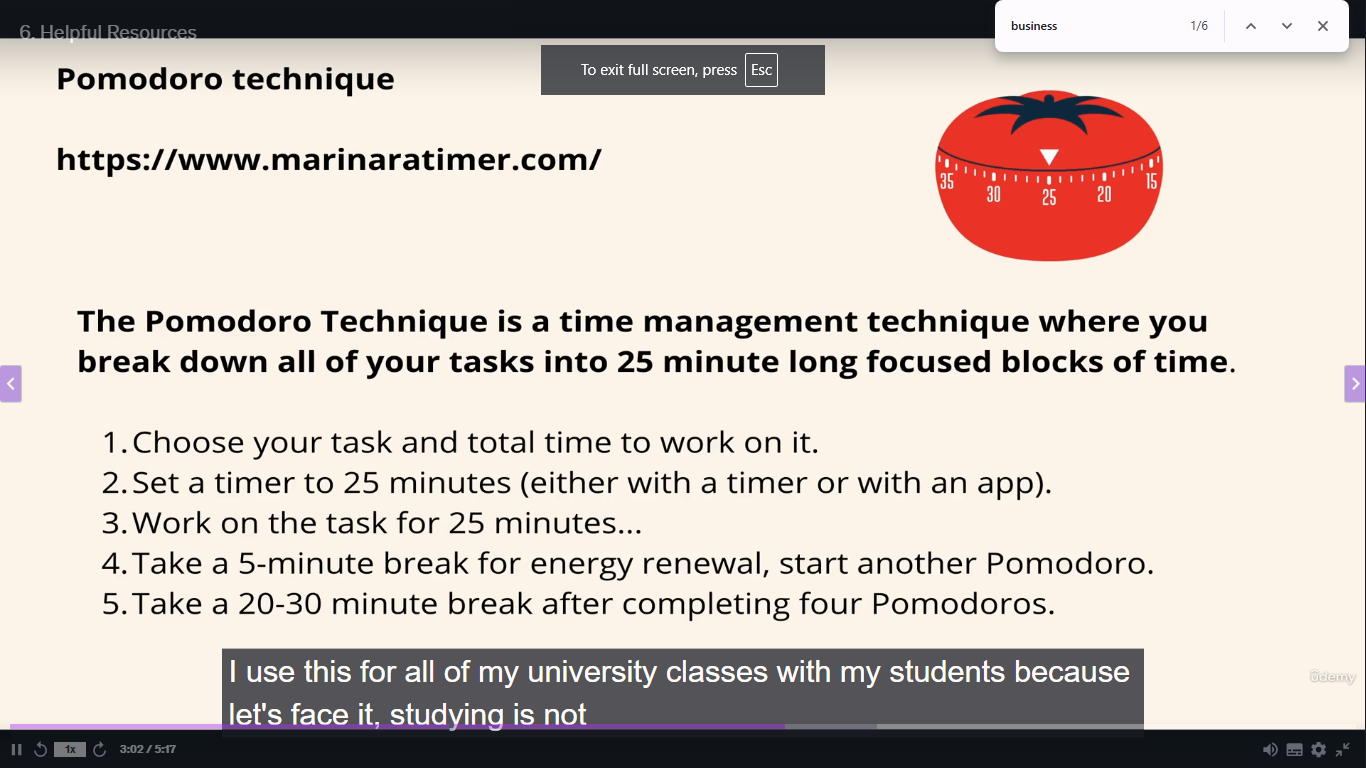 6. Helpful Resources
business 1/6
To exit full screen, press Esc
Pomodoro technique
https://www.marinaratimer.com/
35 30 25 20 15
The Pomodoro Technique is a time management technique where you
break down all of your tasks into 25 minute long focused blocks of time.
1. Choose your task and total time to work on it.
2. Set a timer to 25 minutes (either with a timer or with an app).
3. Work on the task for 25 minutes...
4. Take a 5-minute break for energy renewal, start another Pomodoro.
5. Take a 20-30 minute break after completing four Pomodoros.
I use this for all of my university classes with my students because
let's face it, studying is not
ûdemy
1x 3:02 / 5:17